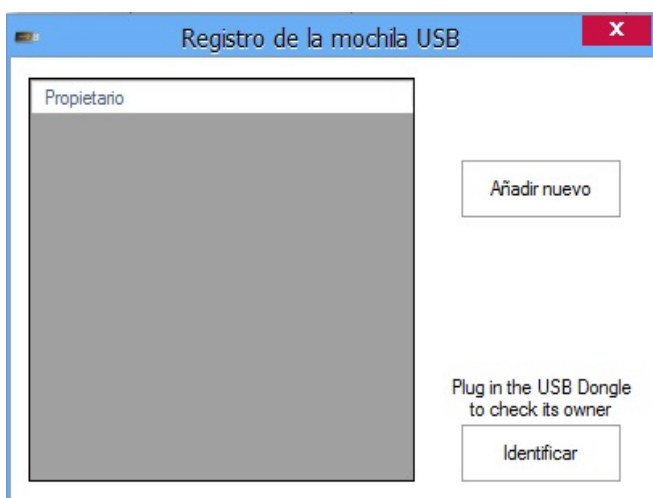 Registro de la mochila USB
x
Propietario
Añadir nuevo
Plug in the USB Dongle
to check its owner
Identificar